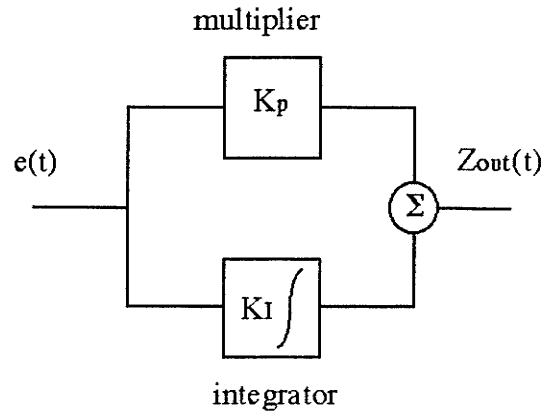 multiplier
Kp
e(t)
Zout(t)
Σ
KI ∫
integrator